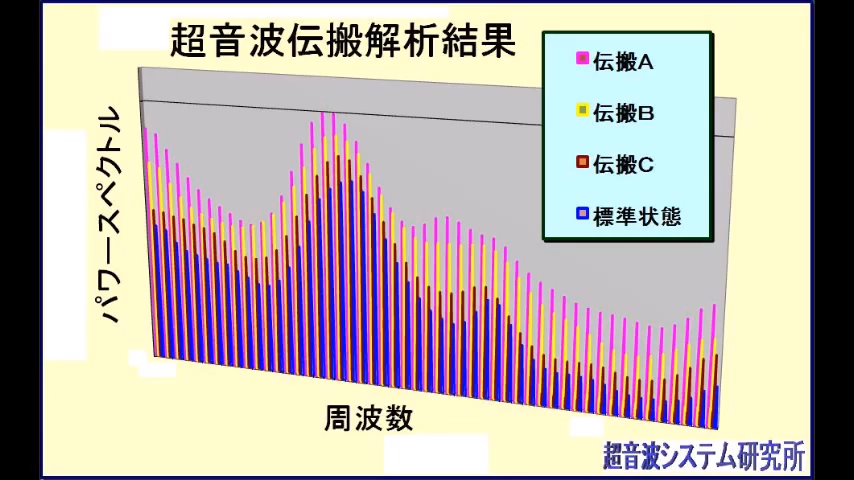 超音波伝搬解析結果
伝搬A
伝搬B
伝搬C
標準状態
パワースペクトル
周波数
超音波システム研究所